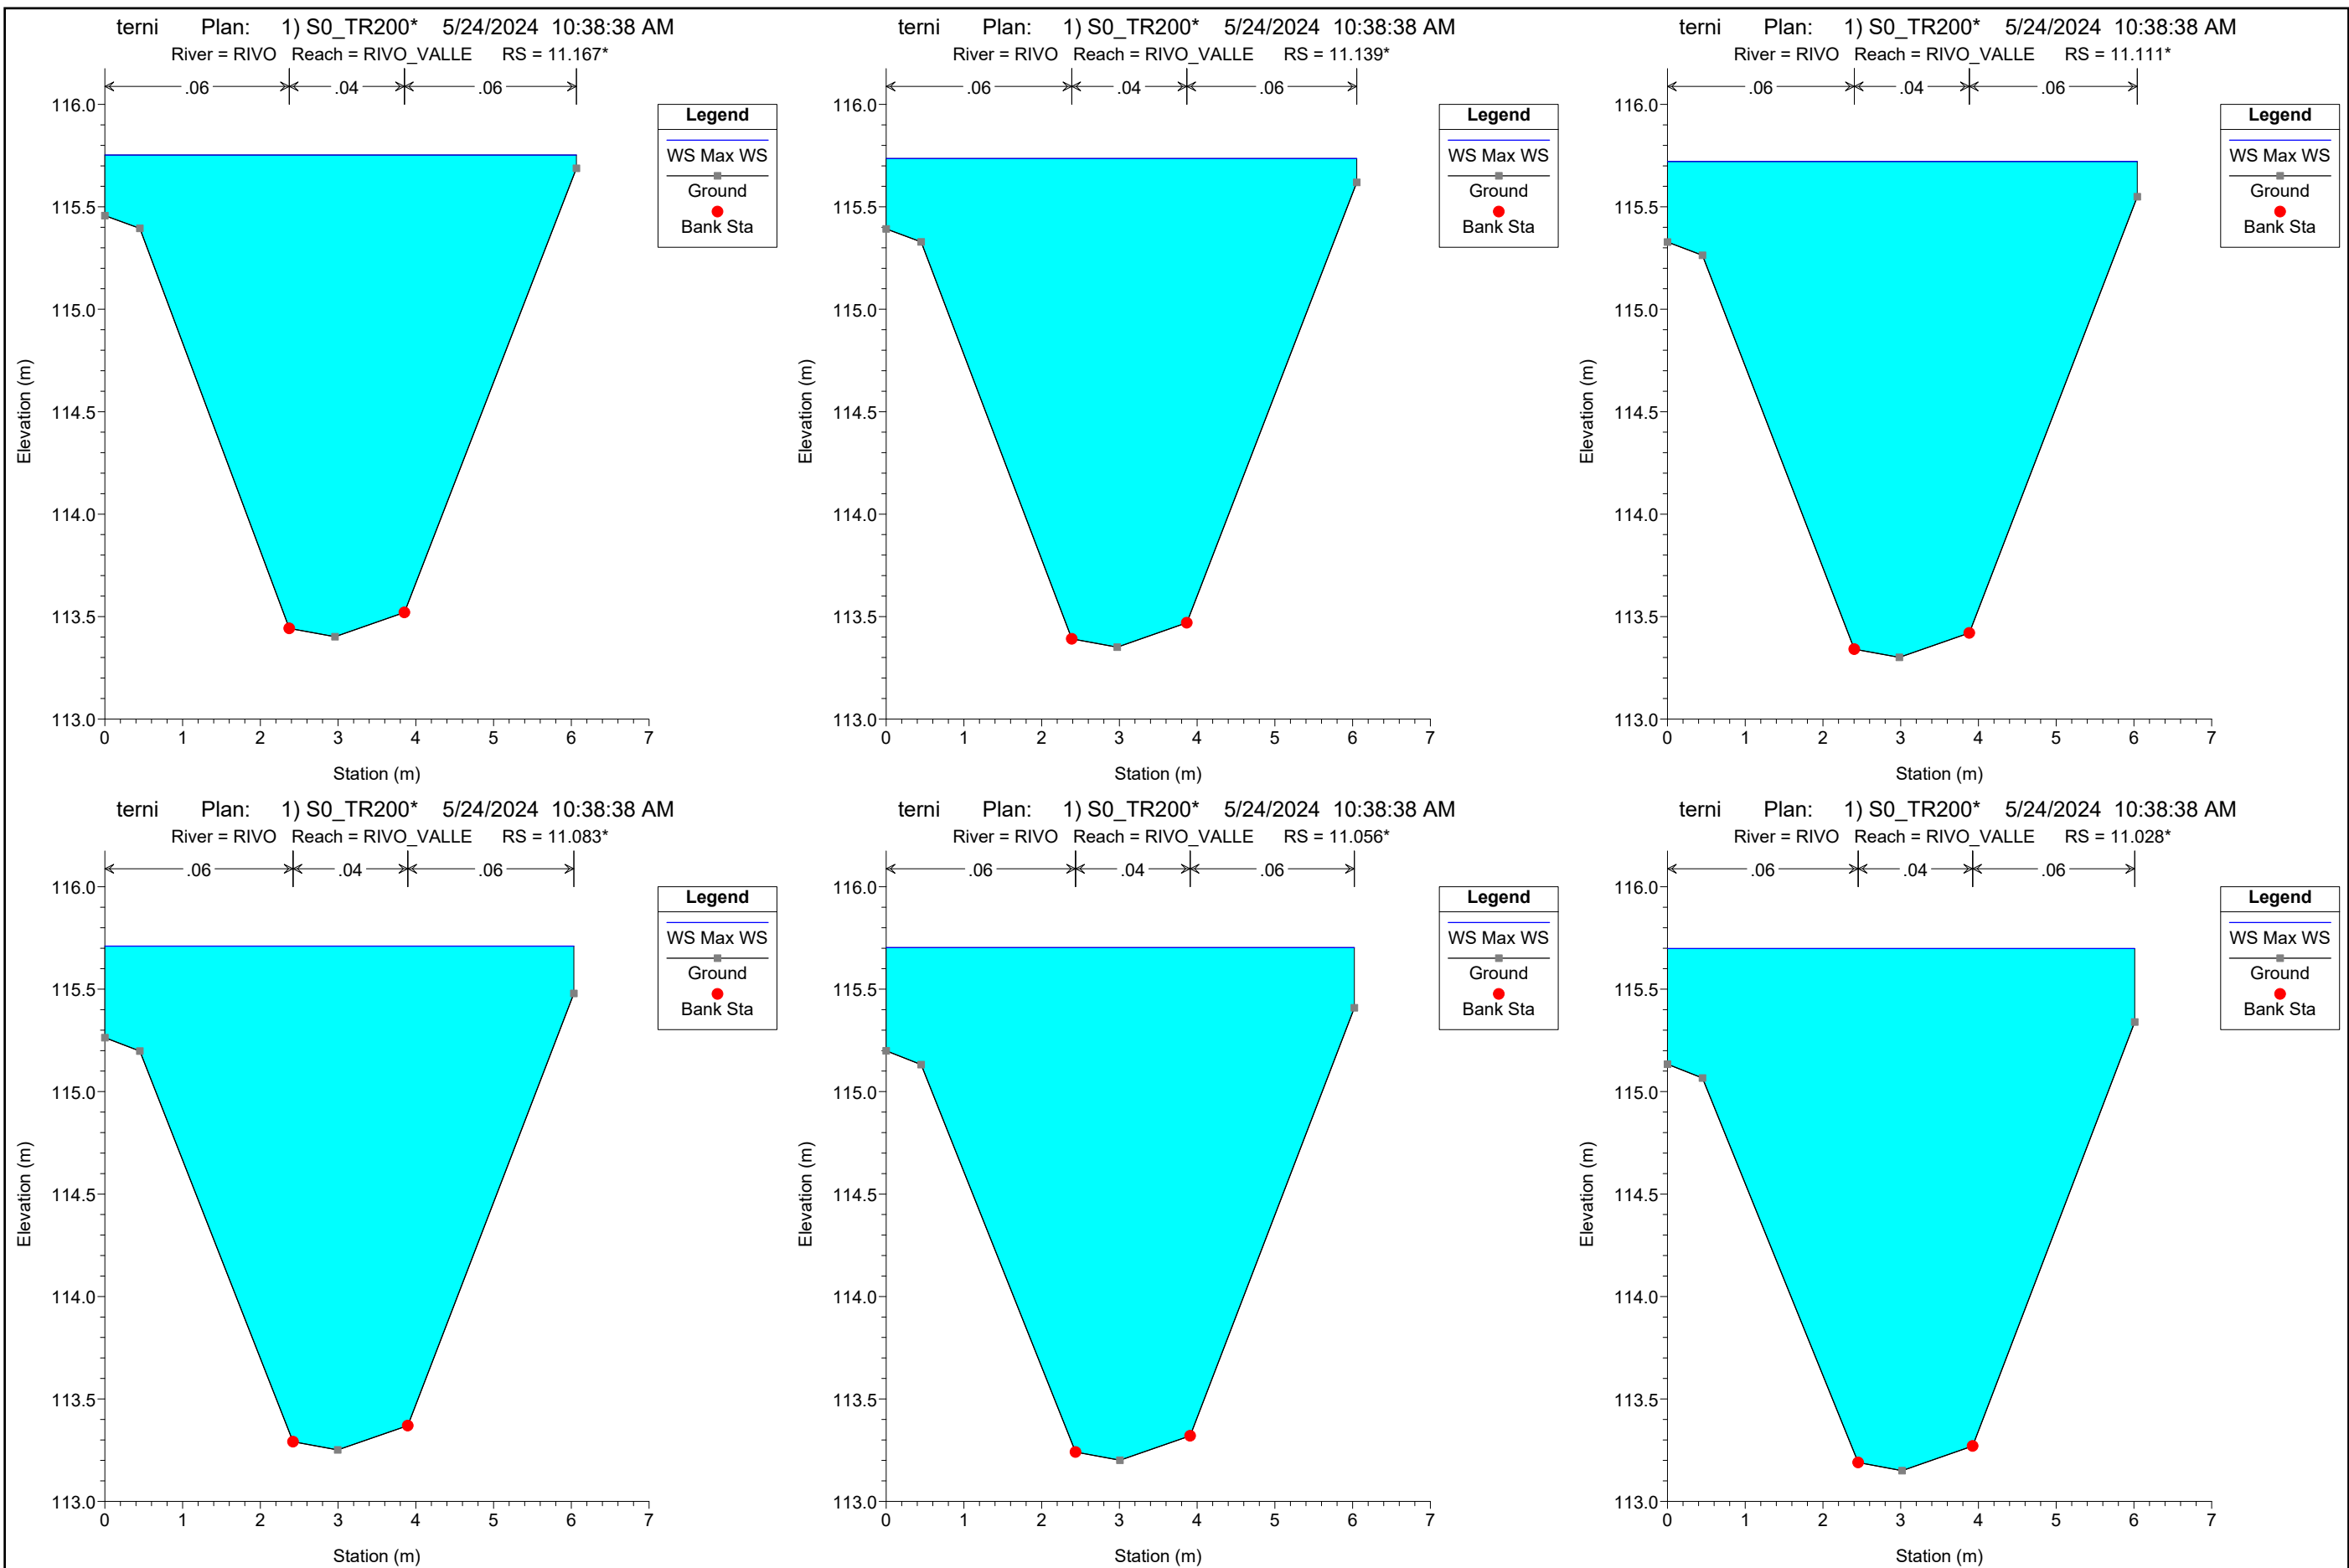 terni Plan: 1) S0_TR200* 5/24/2024 10:38:38 AM
River = RIVO Reach = RIVO_VALLE RS = 11.167*
.06 .04 .06
116.0
115.5
115.0
114.5
114.0
113.5
113.0
0 1 2 3 4 5 6 7
Station (m)
Elevation (m)
Legend
WS Max WS
Ground
Bank Sta
terni Plan: 1) S0_TR200* 5/24/2024 10:38:38 AM
River = RIVO Reach = RIVO_VALLE RS = 11.139*
.06 .04 .06
116.0
115.5
115.0
114.5
114.0
113.5
113.0
0 1 2 3 4 5 6 7
Station (m)
Elevation (m)
Legend
WS Max WS
Ground
Bank Sta
terni Plan: 1) S0_TR200* 5/24/2024 10:38:38 AM
River = RIVO Reach = RIVO_VALLE RS = 11.111*
.06 .04 .06
116.0
115.5
115.0
114.5
114.0
113.5
113.0
0 1 2 3 4 5 6 7
Station (m)
Elevation (m)
Legend
WS Max WS
Ground
Bank Sta
terni Plan: 1) S0_TR200* 5/24/2024 10:38:38 AM
River = RIVO Reach = RIVO_VALLE RS = 11.083*
.06 .04 .06
116.0
115.5
115.0
114.5
114.0
113.5
113.0
0 1 2 3 4 5 6 7
Station (m)
Elevation (m)
Legend
WS Max WS
Ground
Bank Sta
terni Plan: 1) S0_TR200* 5/24/2024 10:38:38 AM
River = RIVO Reach = RIVO_VALLE RS = 11.056*
.06 .04 .06
116.0
115.5
115.0
114.5
114.0
113.5
113.0
0 1 2 3 4 5 6 7
Station (m)
Elevation (m)
Legend
WS Max WS
Ground
Bank Sta
terni Plan: 1) S0_TR200* 5/24/2024 10:38:38 AM
River = RIVO Reach = RIVO_VALLE RS = 11.028*
.06 .04 .06
116.0
115.5
115.0
114.5
114.0
113.5
113.0
0 1 2 3 4 5 6 7
Station (m)
Elevation (m)
Legend
WS Max WS
Ground
Bank Sta